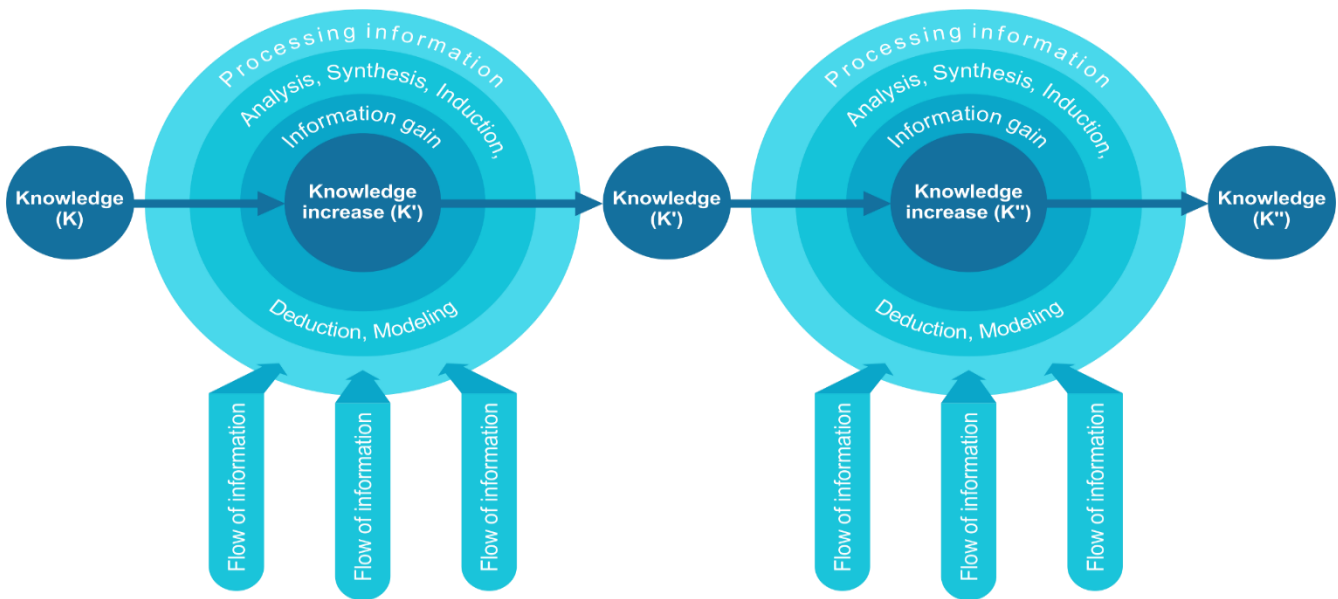 Processing information
Analysis, Synthesis, Induction,
Information gain
Knowledge
(K)
Knowledge
increase (K')
Deduction, Modeling
Flow of information
Flow of information
Flow of information
Knowledge
(K')
Processing information
Analysis, Synthesis, Induction,
Information gain
Knowledge
increase (K'')
Deduction, Modeling
Flow of information
Flow of information
Flow of information
Knowledge
(K'')